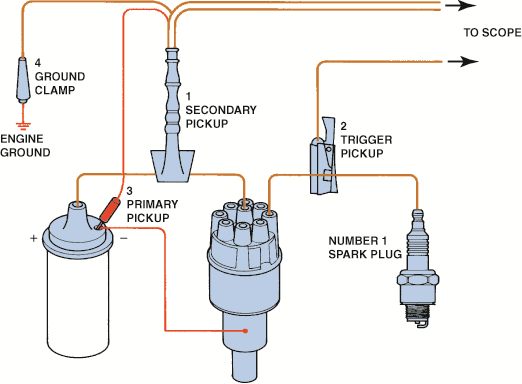 TO SCOPE
4
GROUND
CLAMP
1
SECONDARY
PICKUP
2
TRIGGER
PICKUP
ENGINE
GROUND
3
PRIMARY
PICKUP
+
−
NUMBER 1
SPARK PLUG